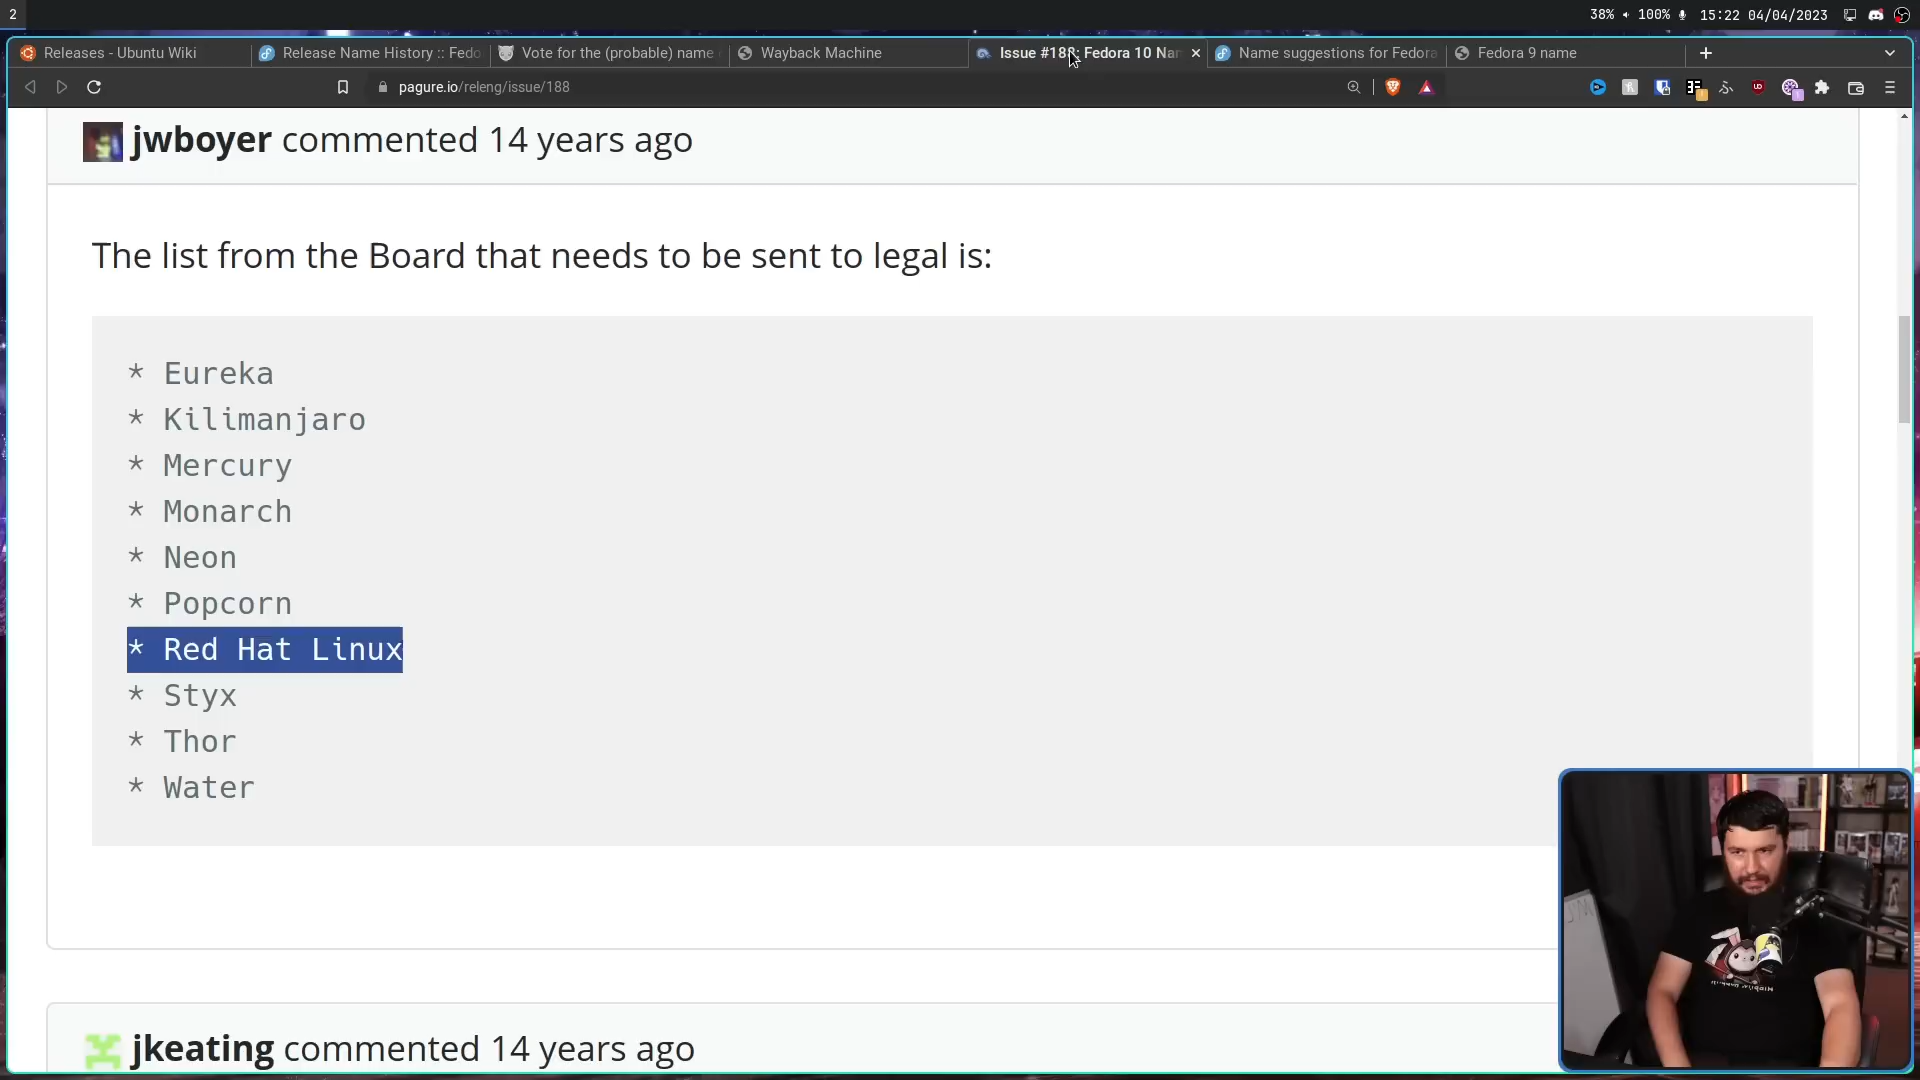 2
38%
100%
15:22 04/04/2023
Releases - Ubuntu Wiki
Release Name History :: Fedo
Vote for the (probable) name
Wayback Machine
Issue #188: Fedora 10 Nam
Name suggestions for Fedora
Fedora 9 name
pagure.io/releng/issue/188
jwboyer commented 14 years ago
The list from the Board that needs to be sent to legal is:
* Eureka
* Kilimanjaro
* Mercury
* Monarch
* Neon
* Popcorn
* Red Hat Linux
* Styx
* Thor
* Water
jkeating commented 14 years ago